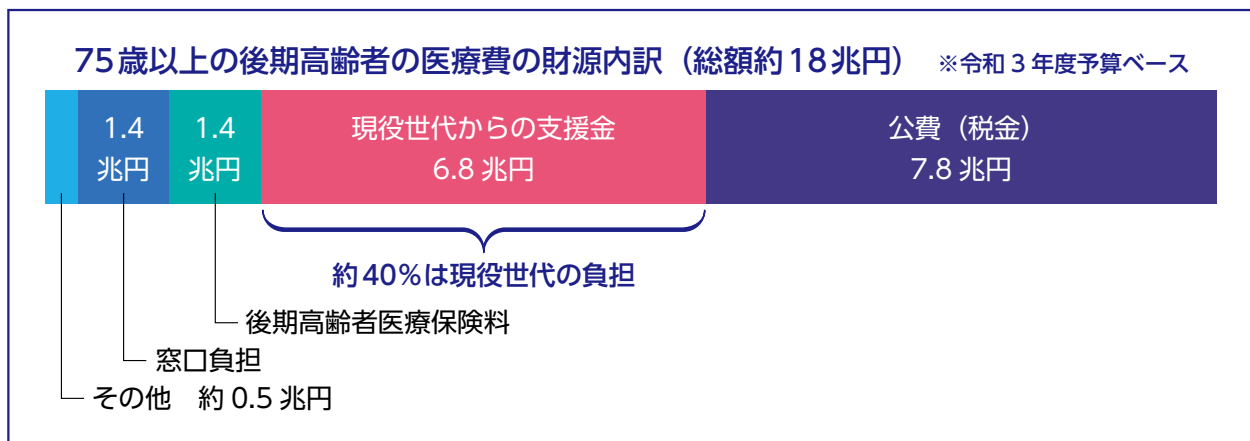 75歳以上の後期高齢者の医療費の財源内訳（総額約18兆円） ※令和3年度予算ベース
1.4
兆円
1.4
兆円
現役世代からの支援金
6.8 兆円
公費（税金）
7.8 兆円
約40%は現役世代の負担
後期高齢者医療保険料
窓口負担
その他　約 0.5 兆円